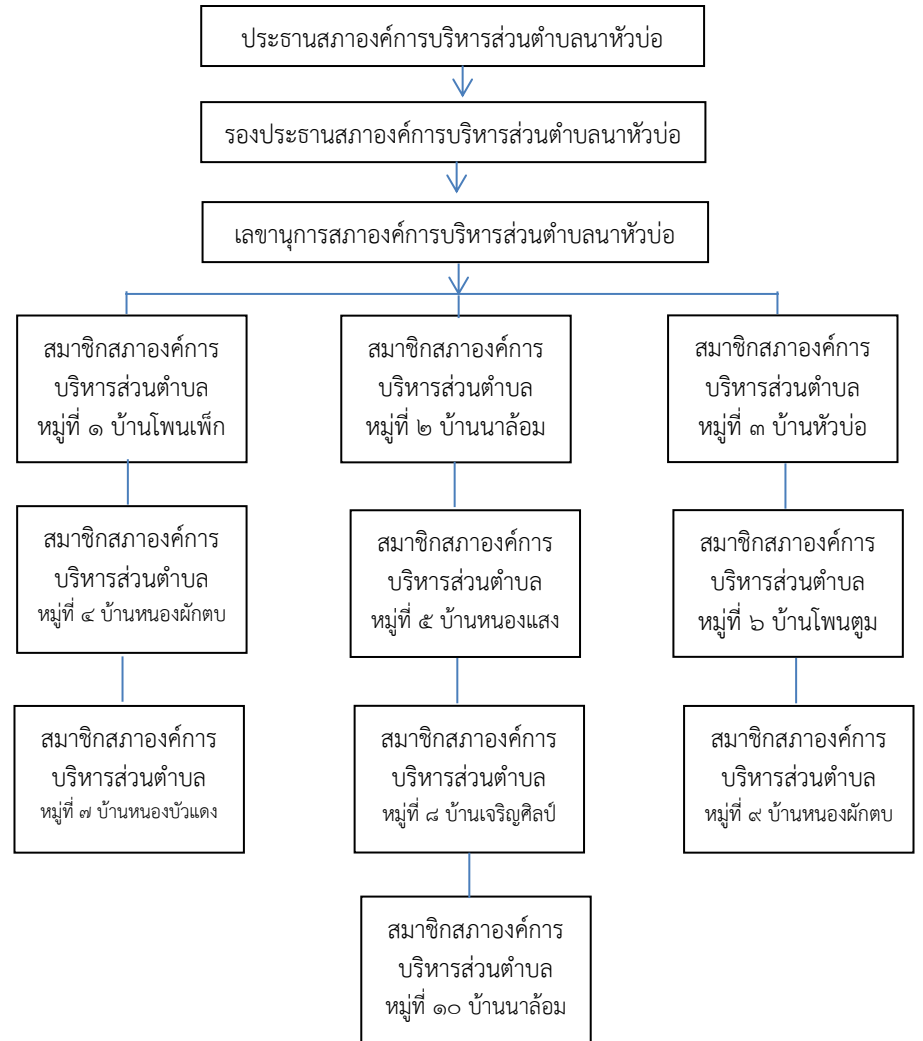 ประธานสภาองค์การบริหารส่วนตำบลนาหัวบ่อ
รองประธานสภาองค์การบริหารส่วนตำบลนาหัวบ่อ
เลขานุการสภาองค์การบริหารส่วนตำบลนาหัวบ่อ
สมาชิกสภาองค์การ
บริหารส่วนตำบล
หมู่ที่ ๑ บ้านโพนเพ็ก
สมาชิกสภาองค์การ
บริหารส่วนตำบล
หมู่ที่ ๒ บ้านนาล้อม
สมาชิกสภาองค์การ
บริหารส่วนตำบล
หมู่ที่ ๓ บ้านหัวบ่อ
สมาชิกสภาองค์การ
บริหารส่วนตำบล
หมู่ที่ ๔ บ้านหนองผักตบ
สมาชิกสภาองค์การ
บริหารส่วนตำบล
หมู่ที่ ๕ บ้านหนองแสง
สมาชิกสภาองค์การ
บริหารส่วนตำบล
หมู่ที่ ๖ บ้านโพนตูม
สมาชิกสภาองค์การ
บริหารส่วนตำบล
หมู่ที่ ๗ บ้านหนองบัวแดง
สมาชิกสภาองค์การ
บริหารส่วนตำบล
หมู่ที่ ๘ บ้านเจริญศิลป์
สมาชิกสภาองค์การ
บริหารส่วนตำบล
หมู่ที่ ๙ บ้านหนองผักตบ
สมาชิกสภาองค์การ
บริหารส่วนตำบล
หมู่ที่ ๑๐ บ้านนาล้อม